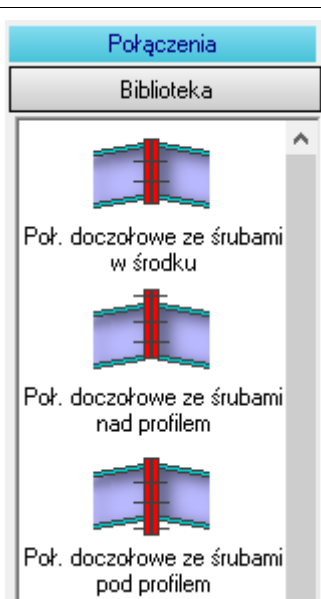 Połączenia
Biblioteka
Poł. doczołowe ze śrubami
w środku
Poł. doczołowe ze śrubami
nad profilem
Poł. doczołowe ze śrubami
pod profilem